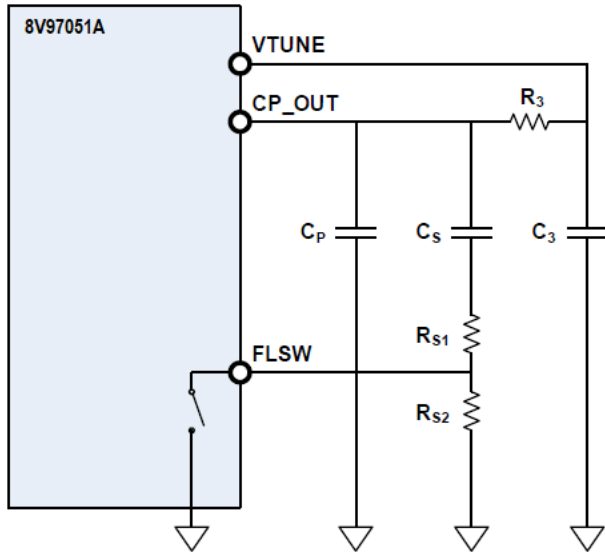 8V97051A
VTUNE
CP_OUT
R3
CP
CS
C3
RS1
FLSW
RS2